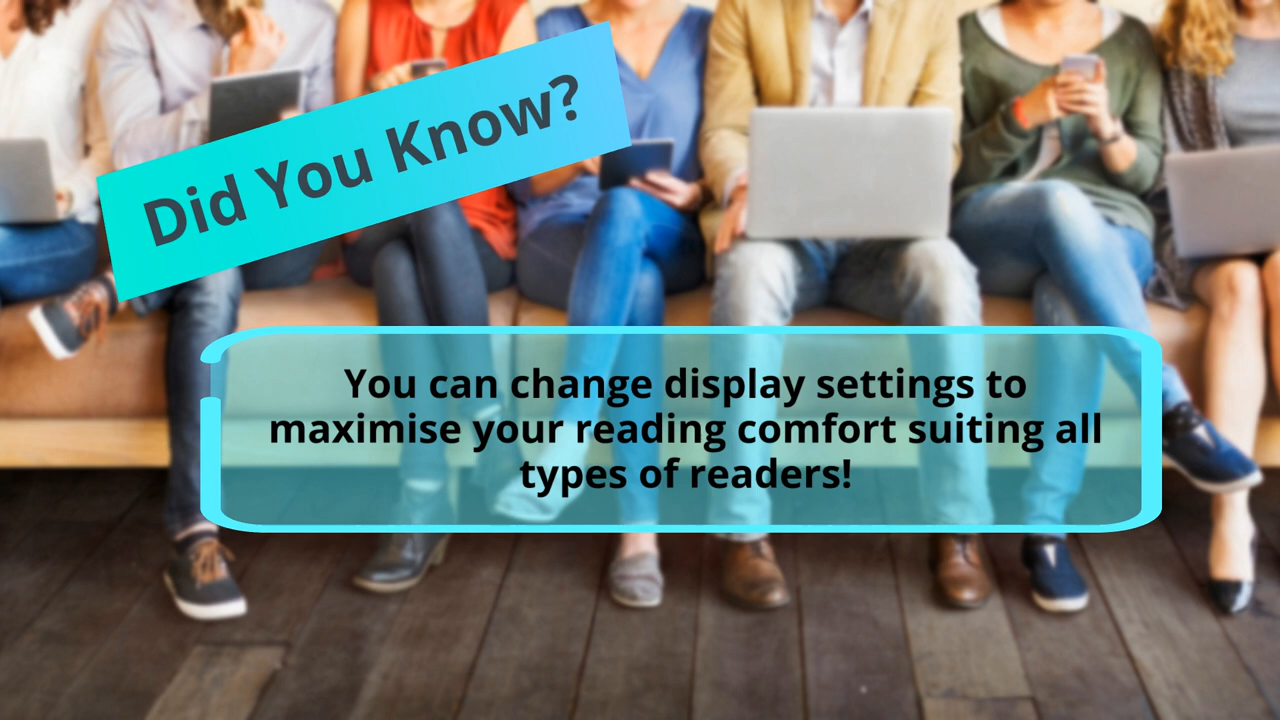 Did You Know?
You can change display settings to
maximise your reading comfort suiting all
types of readers!